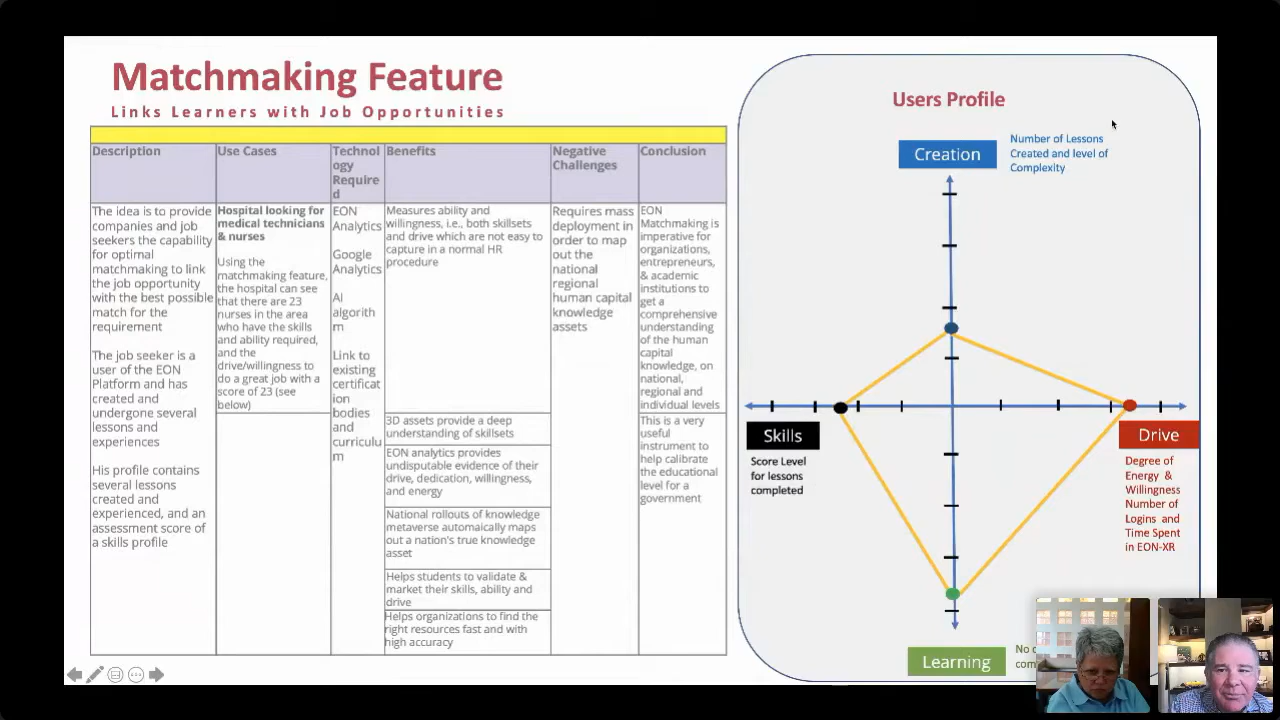 Matchmaking Feature
Links Learners with Job Opportunities
Description
Use Cases
Technol
ogy
Require
d
Benefits
Negative
Challenges
Conclusion
The idea is to provide
companies and job
seekers the capability
for optimal
matchmaking to link
the job opportunity
with the best possible
match for the
requirement
The job seeker is a
user of the EON
Platform and has
created and
undergone several
lessons and
experiences
His profile contains
several lessons
created and
experienced, and an
assessment score of
a skills profile
Hospital looking for
medical technicians
& nurses
Using the
matchmaking feature,
the hospital can see
that there are 23
nurses in the area
who have the skills
and ability required,
and the
drive/willingness to
do a great job with a
score of 23 (see
below)
EON
Analytics
Google
Analytics
AI
algorith
m
Link to
existing
certificat
ion
bodies
and
curriculu
m
Measures ability and
willingness, i.e., both skillsets
and drive which are not easy to
capture in a normal HR
procedure
3D assets provide a deep
understanding of skillsets
EON analytics provides
undisputable evidence of their
drive, dedication, willingness,
and energy
National rollouts of knowledge
metaverse automaically maps
out a nation's true knowledge
asset
Helps students to validate &
market their skills, ability and
drive
Helps organizations to find the
right resources fast and with
high accuracy
Requires mass
deployment in
order to map
out the
national
regional
human capital
knowledge
assets
EON
Matchmaking is
imperative for
organizations,
entrepreneurs,
& academic
institutions to
get a
comprehensive
understanding
of the human
capital
knowledge, on
national,
regional and
individual levels
This is a very
useful
instrument to
help calibrate
the educational
level for a
government
Users Profile
Creation
Number of Lessons
Created and level of
Complexity
Skills
Score Level
for lessons
completed
Drive
Degree of
Energy &
Willingness
Number of
Logins and
Time Spent
in EON-XR
Learning
No